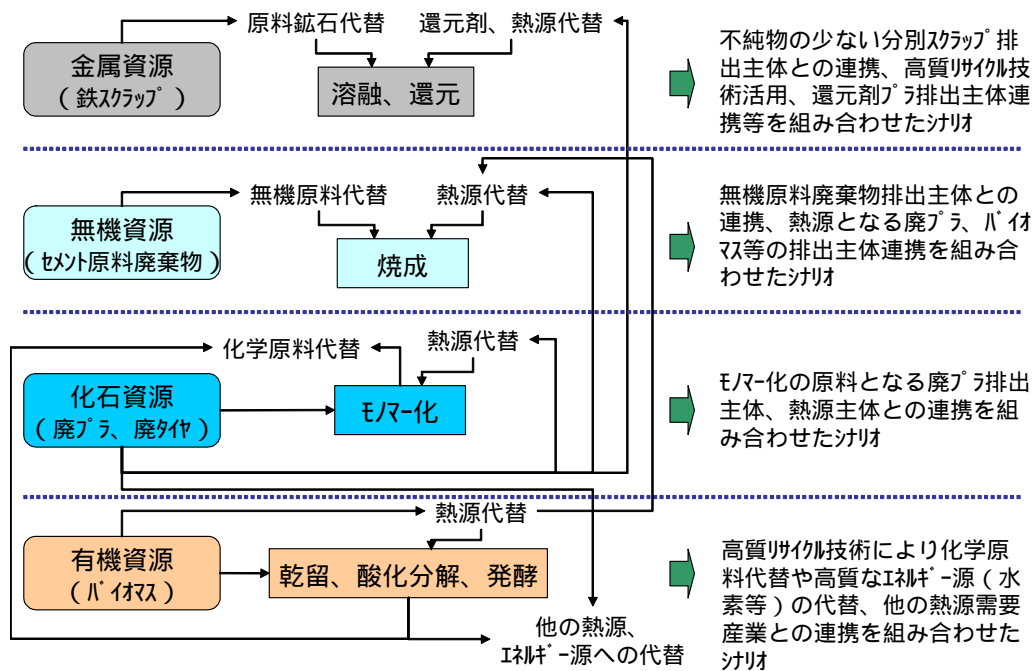 原料鉱石代替
還元剤、熱源代替
金属資源
（鉄ｽｸﾗｯﾌﾟ）
溶融、還元
不純物の少ない分別ｽｸﾗｯﾌﾟ排
出主体との連携、高質ﾘｻｲｸﾙ技
術活用、還元剤ﾌﾟﾗ排出主体連
携等を組み合わせたｼﾅﾘｵ
無機原料代替
熱源代替
無機資源
（ｾﾒﾝﾄ原料廃棄物）
焼成
無機原料廃棄物排出主体との
連携、熱源となる廃ﾌﾟﾗ、ﾊﾞｲｵ
ﾏｽ等の排出主体連携を組み合
わせたｼﾅﾘｵ
化学原料代替
熱源代替
化石資源
（廃ﾌﾟﾗ、廃ﾀｲﾔ）
ﾓﾉﾏｰ化
ﾓﾉﾏｰ化の原料となる廃ﾌﾟﾗ排出
主体、熱源主体との連携を組
み合わせたｼﾅﾘｵ
熱源代替
有機資源
（ﾊﾞｲｵﾏｽ）
乾留、酸化分解、発酵
他の熱源、
ｴﾈﾙｷﾞｰ源への代替
高質ﾘｻｲｸﾙ技術により化学原
料代替や高質なｴﾈﾙｷﾞｰ源（水
素等）の代替、他の熱源需要
産業との連携を組み合わせた
ｼﾅﾘｵ